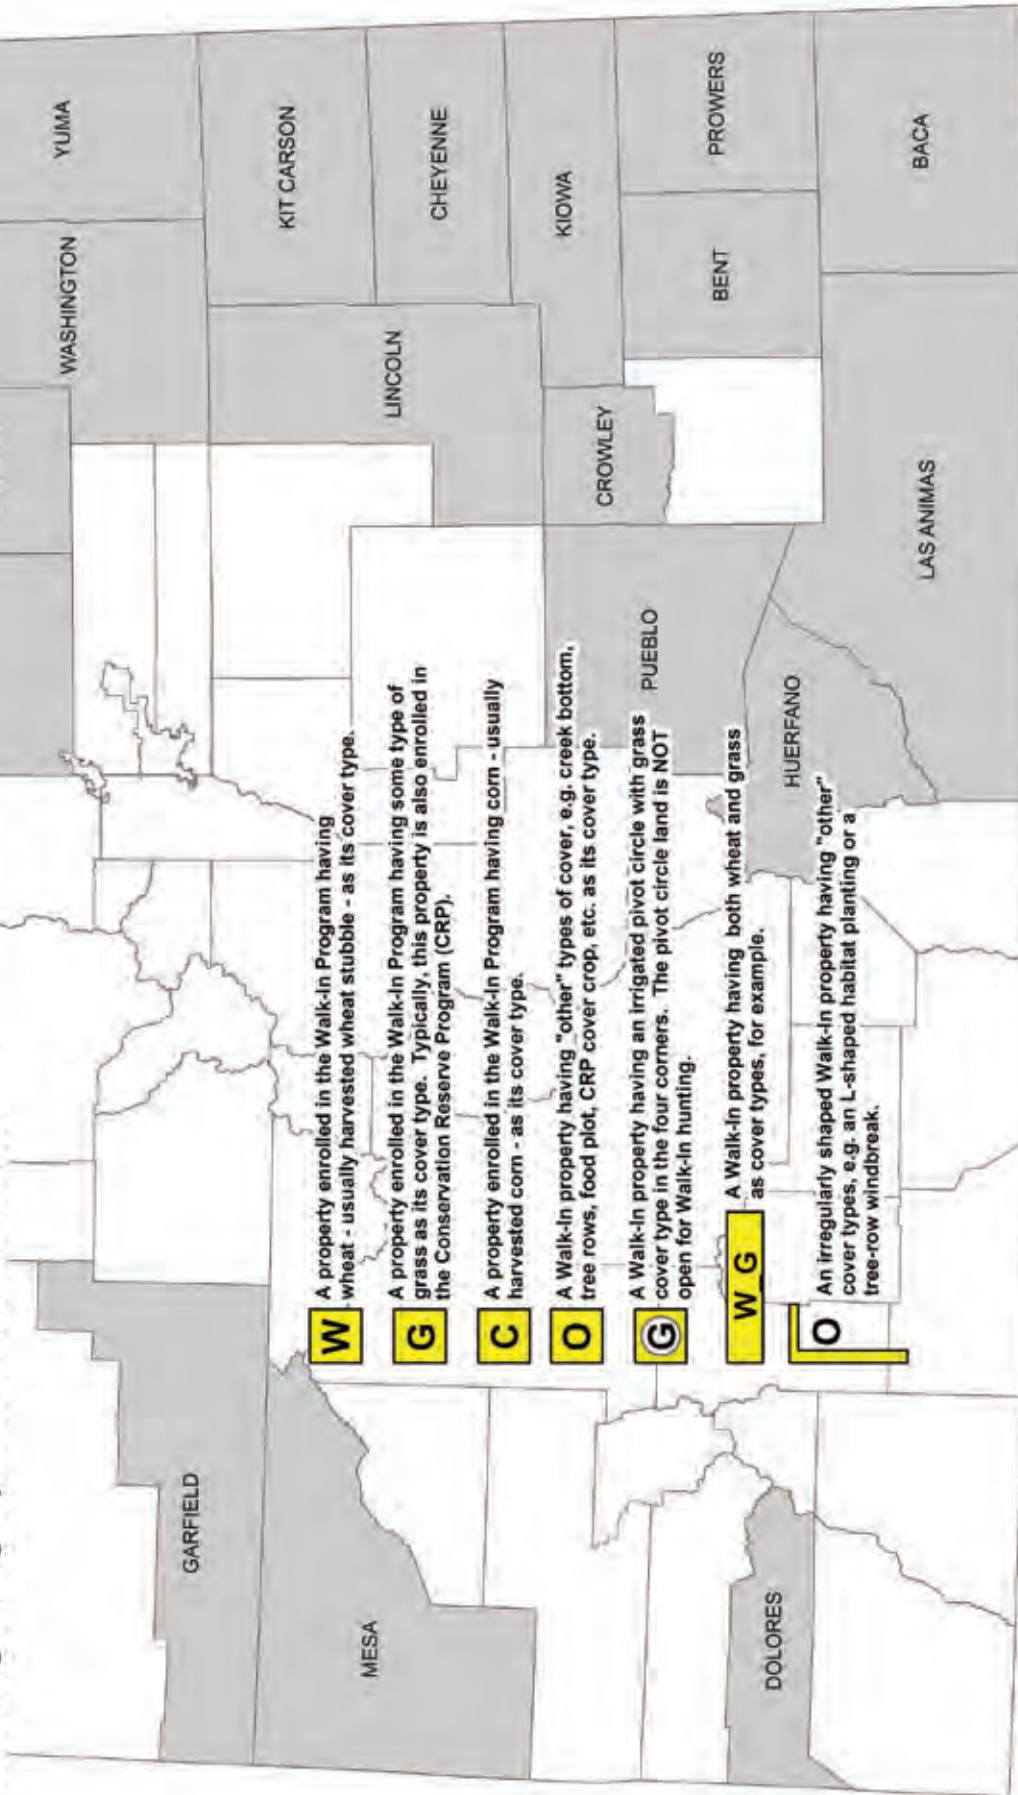 YUMA
WASHINGTON
KIT CARSON
CHEYENNE
LINCOLN
KIOWA
PROWERS
BENT
CROWLEY
BACA
LAS ANIMAS
PUEBLO
HUERFANO
GARFIELD
MESA
DOLORES
W
A property enrolled in the Walk-In Program having
wheat - usually harvested wheat stubble - as its cover type.
G
A property enrolled in the Walk-In Program having some type of
grass as its cover type. Typically, this property is also enrolled in
the Conservation Reserve Program (CRP).
C
A property enrolled in the Walk-In Program having corn - usually
harvested corn - as its cover type.
O
A Walk-In property having "other" types of cover, e.g. creek bottom,
tree rows, food plot, CRP cover crop, etc. as its cover type.
G
A Walk-In property having an irrigated pivot circle with grass
cover type in the four corners. The pivot circle land is NOT
open for Walk-In hunting.
W_G
A Walk-In property having both wheat and grass
as cover types, for example.
O
An irregularly shaped Walk-In property having "other"
cover types, e.g. an L-shaped habitat planting or a
tree-row windbreak.